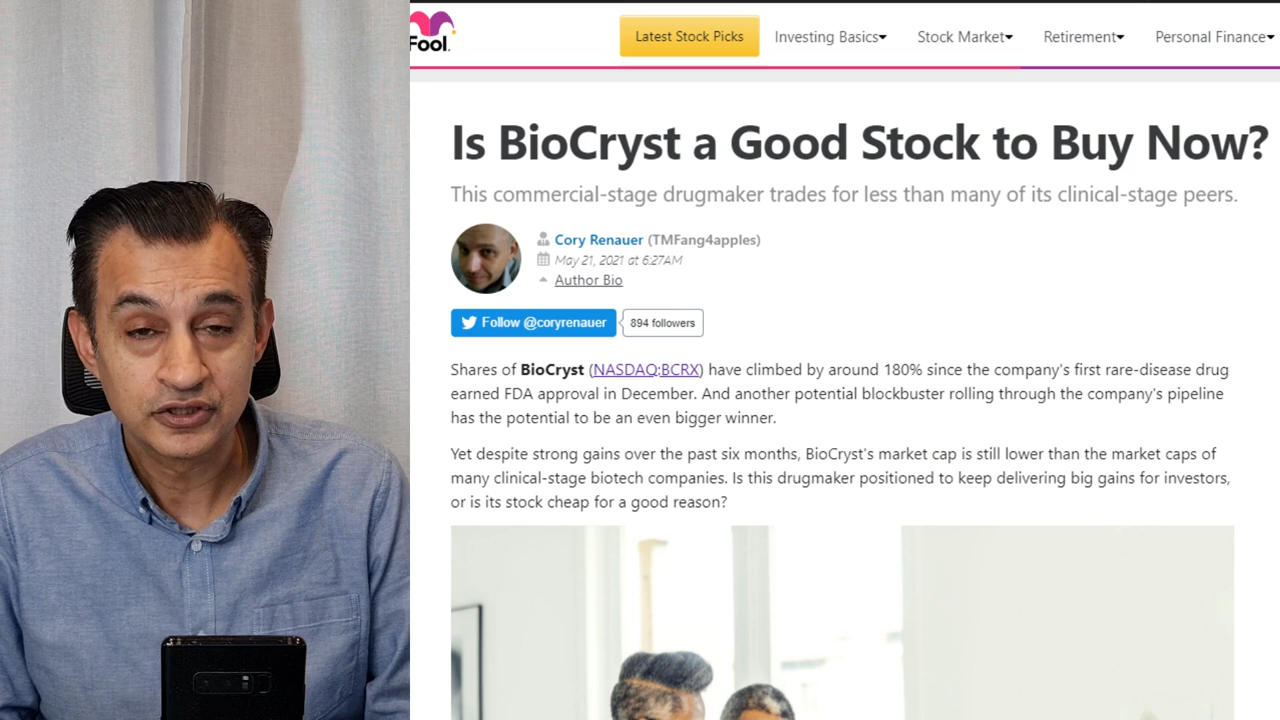 Fool.
Latest Stock Picks
Investing Basics
Stock Market
Retirement
Personal Finance
Is BioCryst a Good Stock to Buy Now?
This commercial-stage drugmaker trades for less than many of its clinical-stage peers.
Cory Renauer (TMFang4apples)
May 21, 2021 at 6:27AM
Author Bio
Follow @coryrenauer
894 followers
Shares of BioCryst (NASDAQ:BCRX) have climbed by around 180% since the company's first rare-disease drug
earned FDA approval in December. And another potential blockbuster rolling through the company's pipeline
has the potential to be an even bigger winner.
Yet despite strong gains over the past six months, BioCryst's market cap is still lower than the market caps of
many clinical-stage biotech companies. Is this drugmaker positioned to keep delivering big gains for investors,
or is its stock cheap for a good reason?